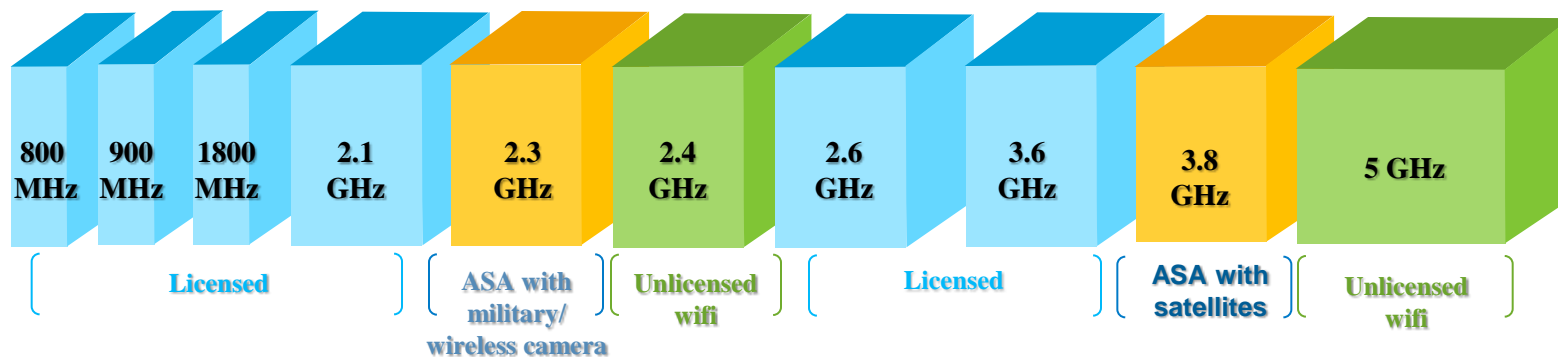 800
MHz
900
MHz
1800
MHz
2.1
GHz
2.3
GHz
2.4
GHz
2.6
GHz
3.6
GHz
3.8
GHz
5 GHz
Licensed
ASA with
military/
wireless camera
Unlicensed
wifi
Licensed
ASA with
satellites
Unlicensed
wifi